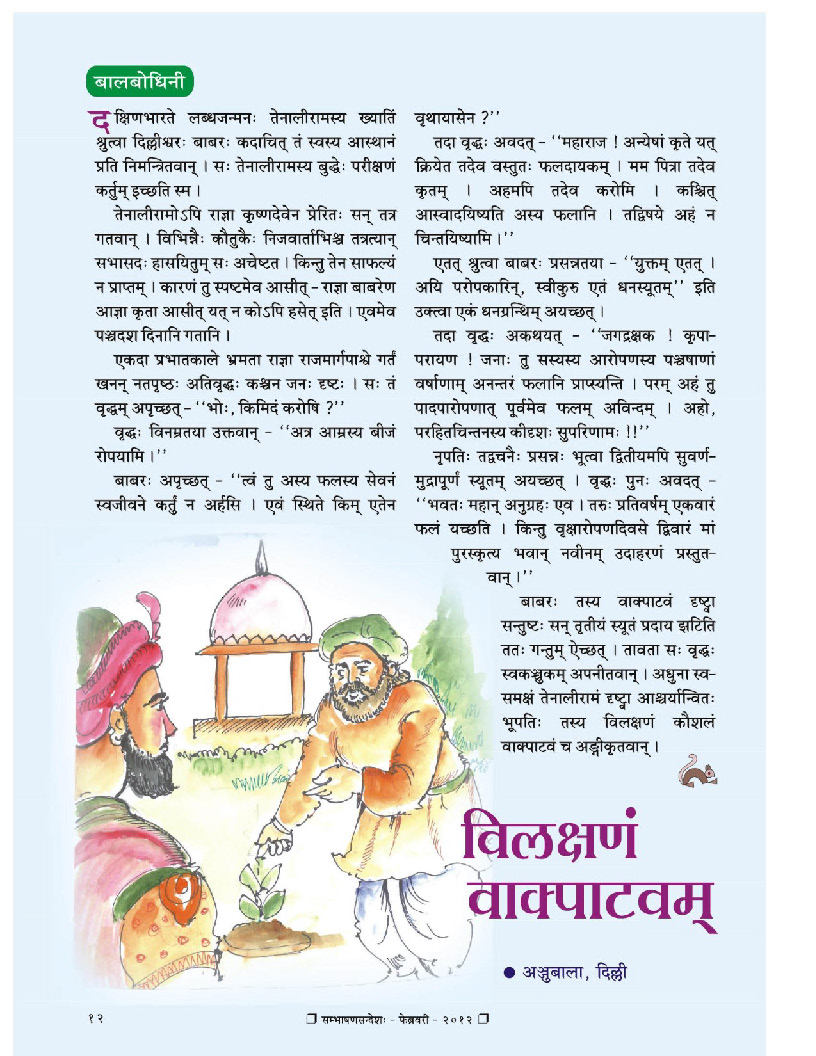 बालबोधिनी
दक्षिणभारते लब्धजन्मनः तेनालीरामस्य ख्यातिं
श्रुत्वा दिल्लीश्वरः बाबरः कदाचित् तं स्वस्य आस्थानं
प्रति निमन्त्रितवान् । सः तेनालीरामस्य बुद्धेः परीक्षणं
कर्तुम् इच्छति स्म ।
तेनालीरामोऽपि राज्ञा कृष्णदेवेन प्रेरितः सन् तत्र
गतवान् । विभिन्नैः कौतुकैः निजवार्ताभिश्च तत्रत्यान्
सभासदः हासयितुम् सः अचेष्टत । किन्तु तेन साफल्यं
न प्राप्तम् । कारणं तु स्पष्टमेव आसीत् - राज्ञा बाबरेण
आज्ञा कृता आसीत् यत् न कोऽपि हसेत् इति । एवमेव
पञ्चदश दिनानि गतानि ।
एकदा प्रभातकाले भ्रमता राज्ञा राजमार्गपार्श्वे गर्तं
खनन् नतपृष्ठः अतिवृद्धः कश्चन जनः दृष्टः । सः तं
वृद्धम् अपृच्छत् - ‘‘भोः, किमिदं करोषि ?’’
वृद्धः विनम्रतया उक्तवान् - ‘‘अत्र आम्रस्य बीजं
रोपयामि ।’’
बाबरः अपृच्छत् - ‘‘त्वं तु अस्य फलस्य सेवनं
स्वजीवने कर्तुं न अर्हसि । एवं स्थिते किम् एतेन
वृथायासेन ?’’
तदा वृद्धः अवदत् - ‘‘महाराज ! अन्येषां कृते यत्
क्रियेत तदेव वस्तुतः फलदायकम् । मम पित्रा तदेव
कृतम् । अहमपि तदेव करोमि । कश्चित्
आस्वादयिष्यति अस्य फलानि । तद्विषये अहं न
चिन्तयिष्यामि ।’’
एतत् श्रुत्वा बाबरः प्रसन्नतया - ‘‘युक्तम् एतत् ।
अयि परोपकारिन्, स्वीकुरु एतं धनस्यूतम्’’ इति
उक्त्वा एकं धनग्रन्थिम् अयच्छत् ।
तदा वृद्धः अकथयत् - ‘‘जगद्रक्षक ! कृपा-
परायण ! जनाः तु सस्यस्य आरोपणस्य पञ्चषाणां
वर्षाणाम् अनन्तरं फलानि प्राप्स्यन्ति । परम् अहं तु
पादपारोपणात् पूर्वमेव फलम् अविन्दम् । अहो,
परहितचिन्तनस्य कीदृशः सुपरिणामः !!’’
नृपतिः तद्वचनैः प्रसन्नः भूत्वा द्वितीयमपि सुवर्ण-
मुद्रापूर्णं स्यूतम् अयच्छत् । वृद्धः पुनः अवदत् -
‘‘भवतः महान् अनुग्रहः एव । तरुः प्रतिवर्षम् एकवारं
फलं यच्छति । किन्तु वृक्षारोपणदिवसे द्विवारं मां
पुरस्कृत्य भवान् नवीनम् उदाहरणं प्रस्तुत-
वान् ।’’
बाबरः तस्य वाक्पाटवं दृष्ट्वा
सन्तुष्टः सन् तृतीयं स्यूतं प्रदाय झटिति
ततः गन्तुम् ऐच्छत् । तावता सः वृद्धः
स्वकञ्चुकम् अपनीतवान् । अधुना स्व-
समक्षं तेनालीरामं दृष्ट्वा आश्चर्यान्वितः
भूपतिः तस्य विलक्षणं कौशलं
वाक्पाटवं च अङ्गीकृतवान् ।
विलक्षणं
वाक्पाटवम्
● अञ्जुबाला, दिल्ली
१२
❐ सम्भाषणसन्देशः - फेब्रवरी - २०१२ ❐